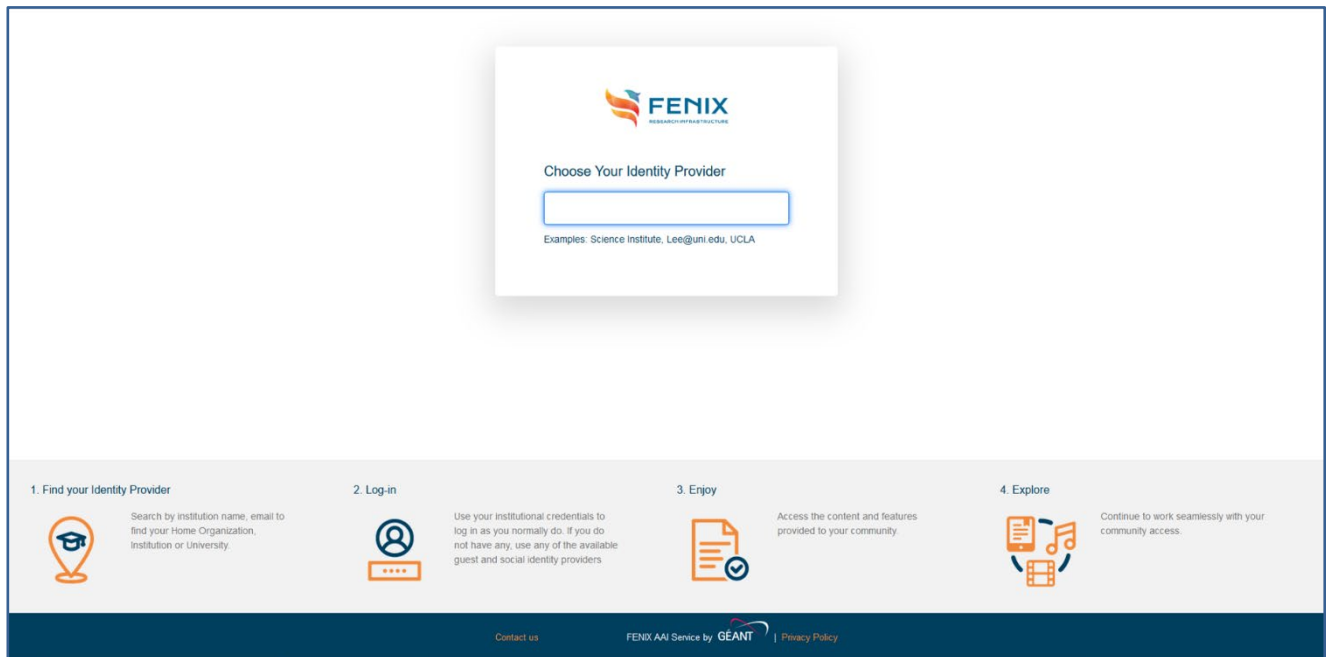 FENIX
RESEARCH INFRASTRUCTURE
Choose Your Identity Provider
Examples: Science Institute, Lee@uni.edu, UCLA
1. Find your Identity Provider
Search by institution name, email to
find your Home Organization,
Institution or University.
2. Log-in
Use your institutional credentials to
log in as you normally do. If you do
not have any, use any of the available
guest and social identity providers
3. Enjoy
Access the content and features
provided to your community.
4. Explore
Continue to work seamlessly with your
community access.
Contact us FENIX AAI Service by GÉANT | Privacy Policy